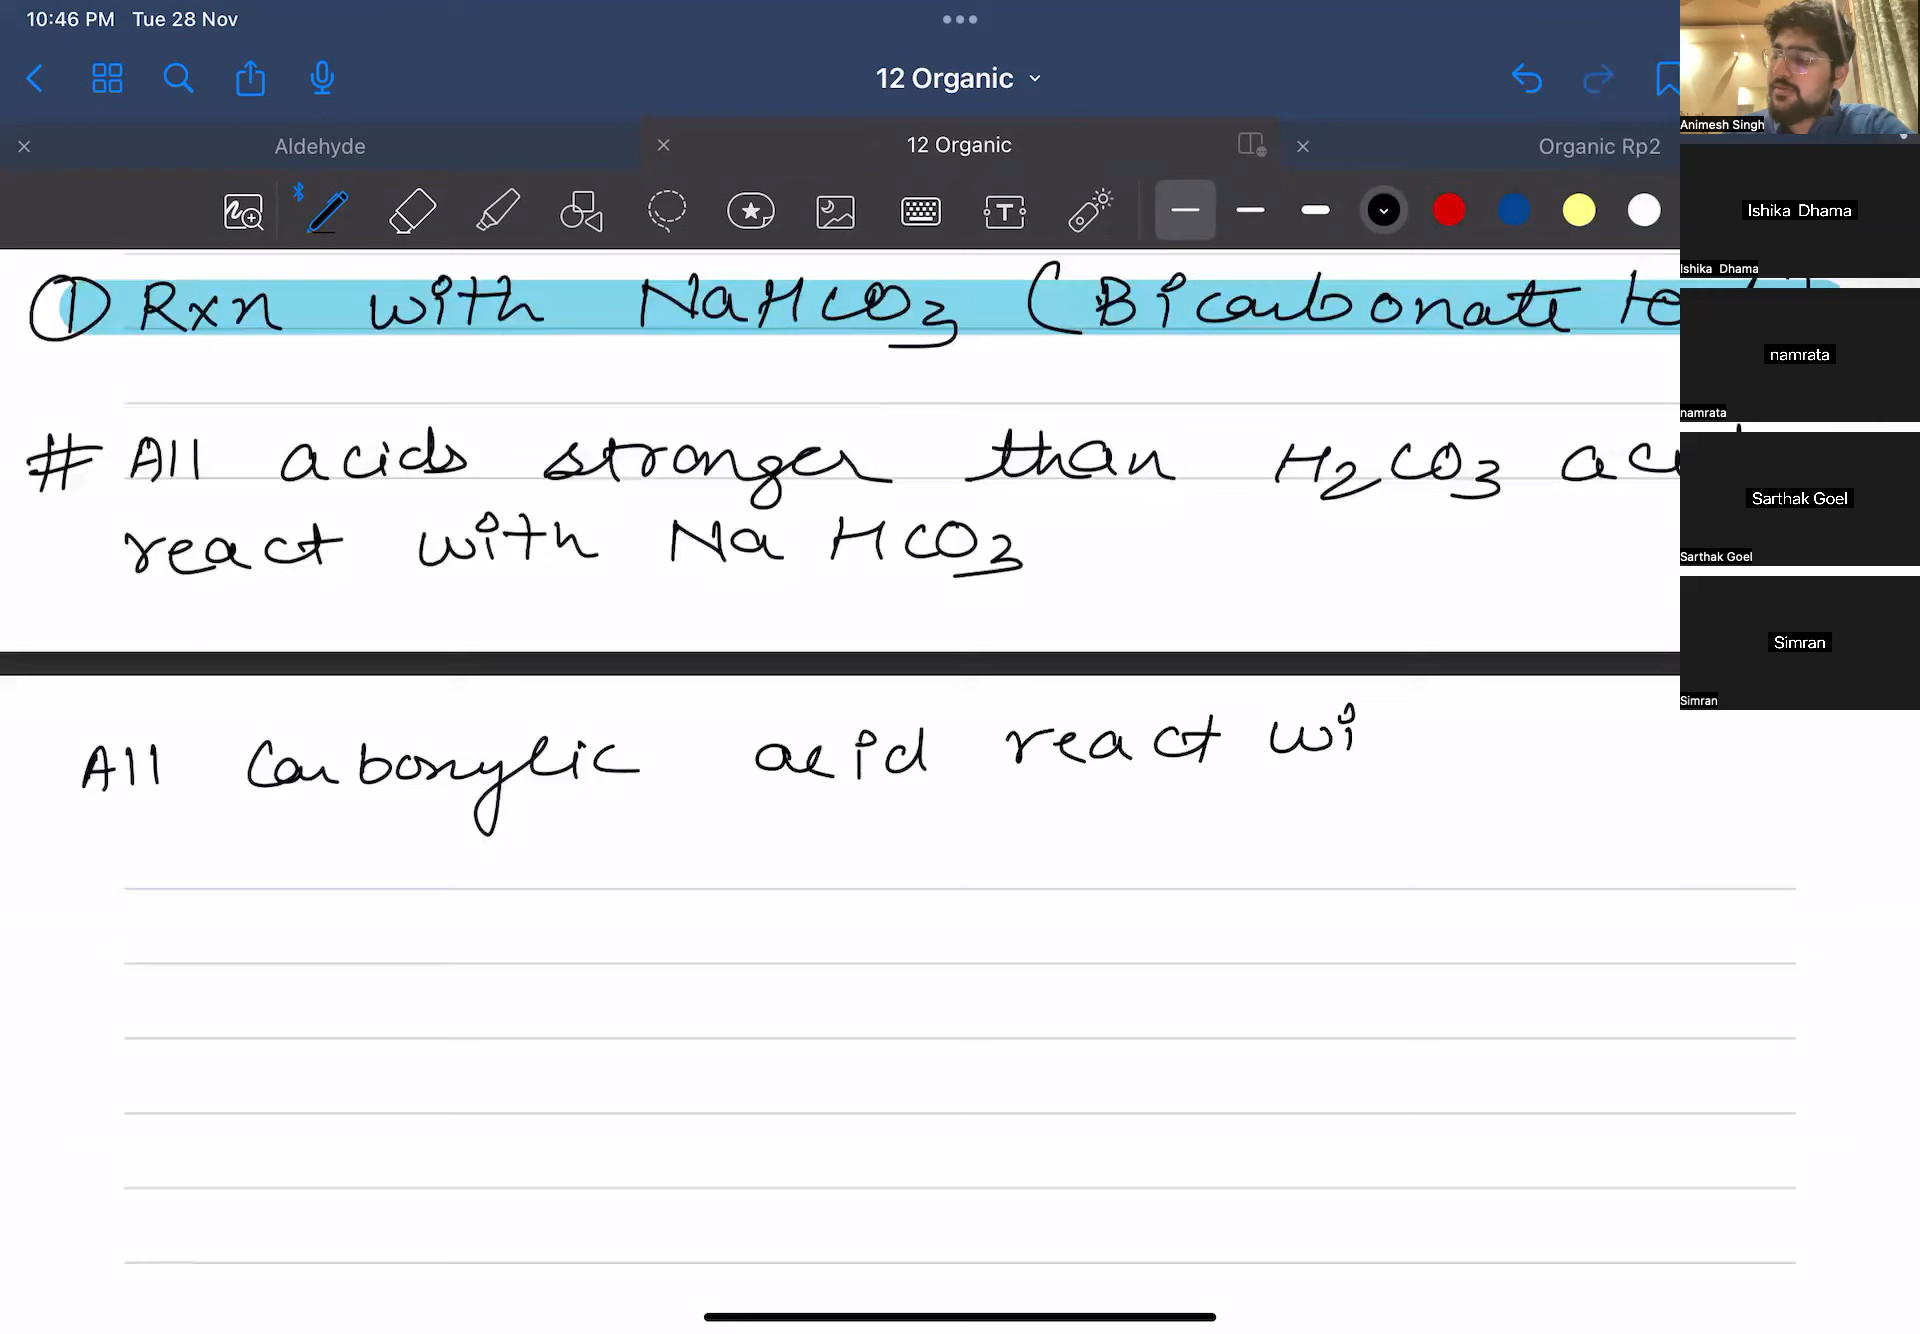 10:46 PM Tue 28 Nov
12 Organic
Aldehyde
12 Organic
Organic Rp2
T
Animesh Singh
Ishika Dhama
Ishika Dhama
namrata
namrata
Sarthak Goel
Sarthak Goel
Simran
Simran
① Rxn with NaHCO3 (Bicarbonate
# All acids stronger than H2CO3
react with NaHCO3
All Carboxylic acid react wi